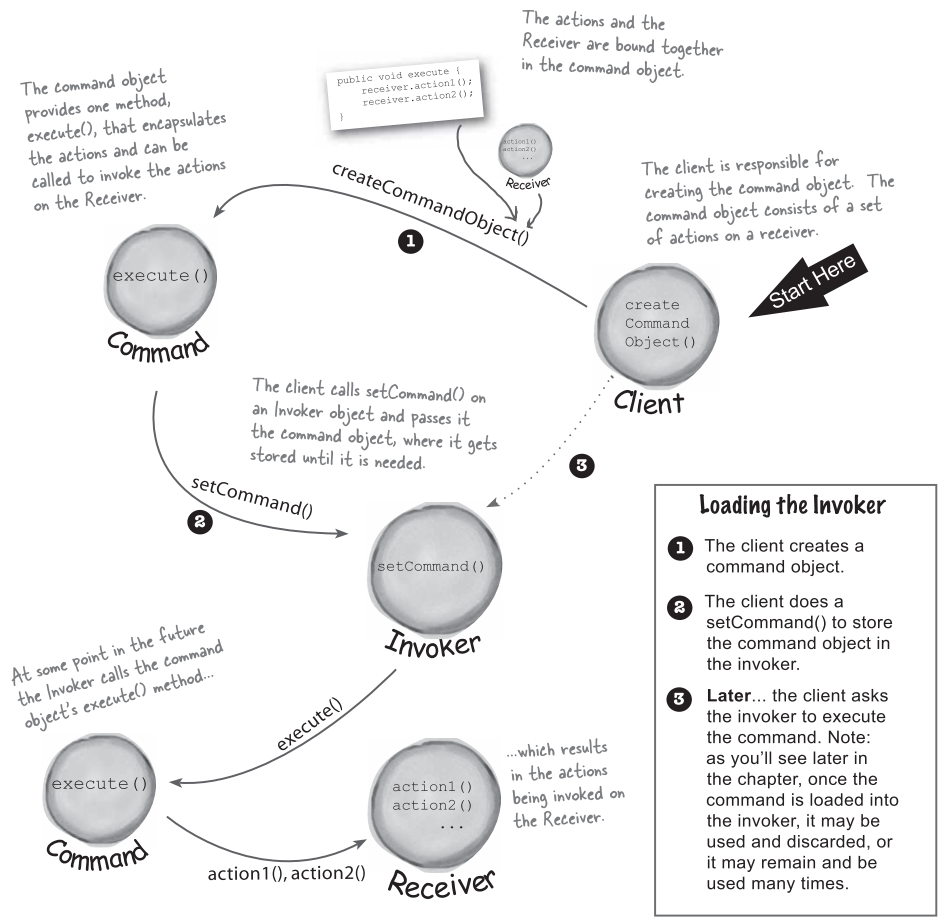 The actions and the
Receiver are bound together
in the command object.
public void execute {
receiver.action1();
receiver.action2();
}
The command object
provides one method,
execute(), that encapsulates
the actions and can be
called to invoke the actions
on the Receiver.
action1()
action2()
...
Receiver
The client is responsible for
creating the command object. The
command object consists of a set
of actions on a receiver.
createCommandObject()
1
Start Here
execute()
Command
create
Command
Object()
Client
The client calls setCommand() on
an Invoker object and passes it
the command object, where it gets
stored until it is needed.
3
setCommand()
2
setCommand()
Invoker
Loading the Invoker
1 The client creates a
command object.
2 The client does a
setCommand() to store
the command object in
the invoker.
3 Later... the client asks
the invoker to execute
the command. Note:
as you'll see later in
the chapter, once the
command is loaded into
the invoker, it may be
used and discarded, or
it may remain and be
used many times.
At some point in the future
the Invoker calls the command
object's execute() method...
execute()
execute()
Command
action1(), action2()
action1()
action2()
...
Receiver
...which results
in the actions
being invoked on
the Receiver.